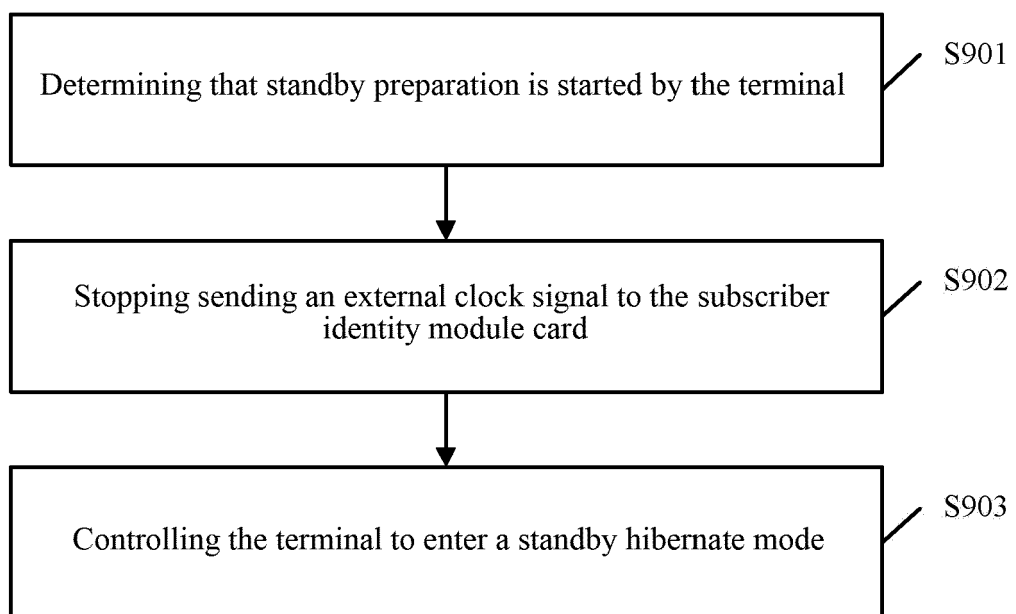 Determining that standby preparation is started by the terminal
S901
Stopping sending an external clock signal to the subscriber
identity module card
S902
Controlling the terminal to enter a standby hibernate mode
S903